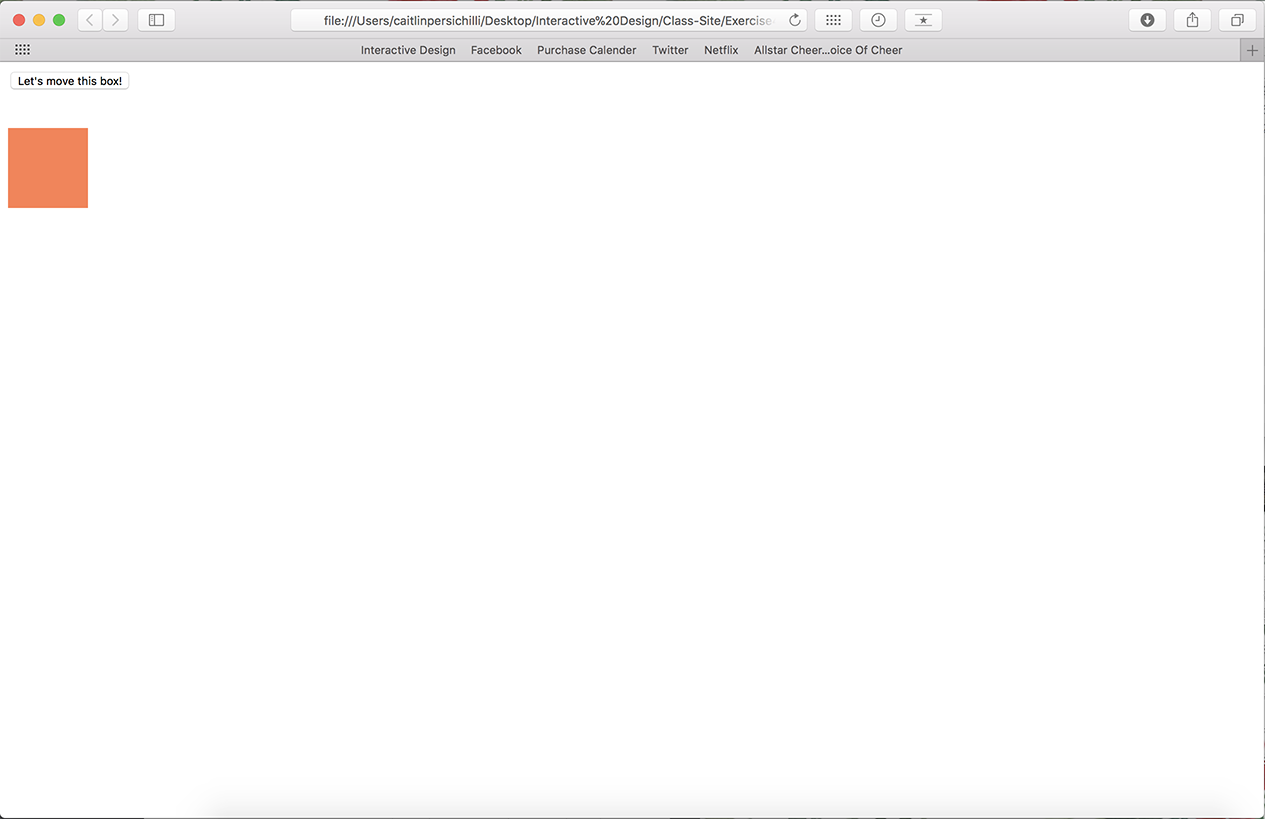 file:///Users/caitlinpersichilli/Desktop/Interactive%20Design/Class-Site/Exercise-
Interactive Design Facebook Purchase Calender Twitter Netflix Allstar Cheer...oice Of Cheer
Let's move this box!